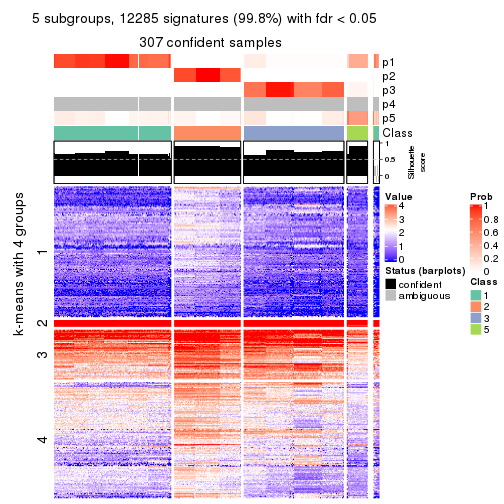 5 subgroups, 12285 signatures (99.8%) with fdr < 0.05
307 confident samples
p1
p2
p3
p4
p5
Class
1
0.5
0
Silhouette
score
k-means with 4 groups
1
2
3
4
Value
4
3
2
1
0
Status (barplots)
confident
ambiguous
Prob
1
0.8
0.6
0.4
0.2
0
Class
1
2
3
5